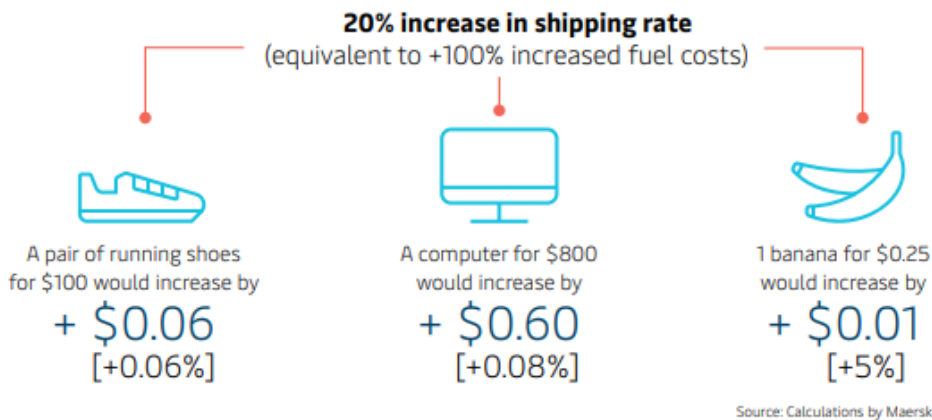 20% increase in shipping rate
(equivalent to +100% increased fuel costs)
A pair of running shoes
for $100 would increase by
+ $0.06
[+0.06%]
A computer for $800
would increase by
+ $0.60
[+0.08%]
1 banana for $0.25
would increase by
+ $0.01
[+5%]
Source: Calculations by Maersk